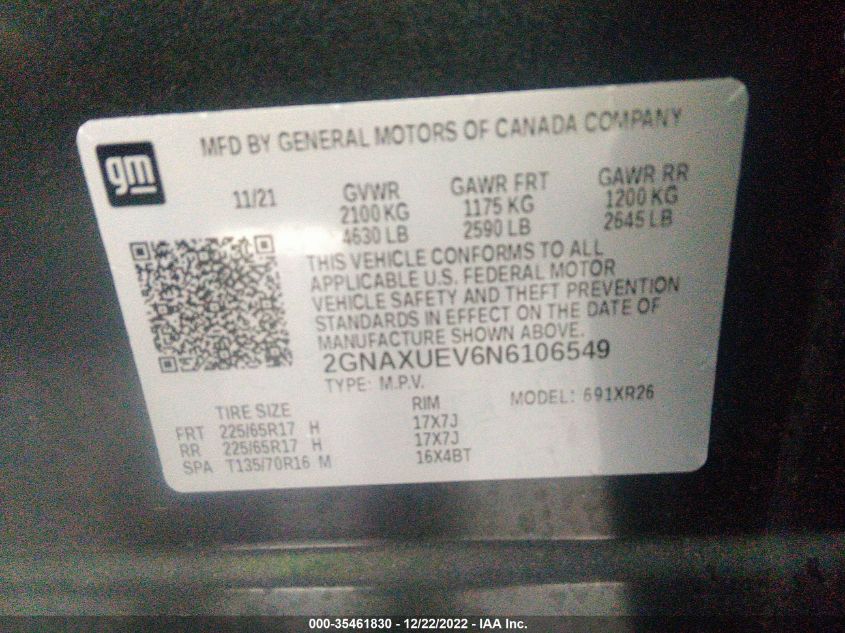 gm
MFD BY GENERAL MOTORS OF CANADA COMPANY
11/21 GVWR GAWR FRT GAWR RR
2100 KG 1175 KG 1200 KG
4630 LB 2590 LB 2645 LB
THIS VEHICLE CONFORMS TO ALL
APPLICABLE U.S. FEDERAL MOTOR
VEHICLE SAFETY AND THEFT PREVENTION
STANDARDS IN EFFECT ON THE DATE OF
MANUFACTURE SHOWN ABOVE.
2GNAXUEV6N6106549
TYPE: M.P.V. MODEL: 691XR26
TIRE SIZE RIM
FRT 225/65R17 H 17X7J
RR 225/65R17 H 17X7J
SPA T135/70R16 M 16X4BT
000-35461830 - 12/22/2022 - IAA Inc.